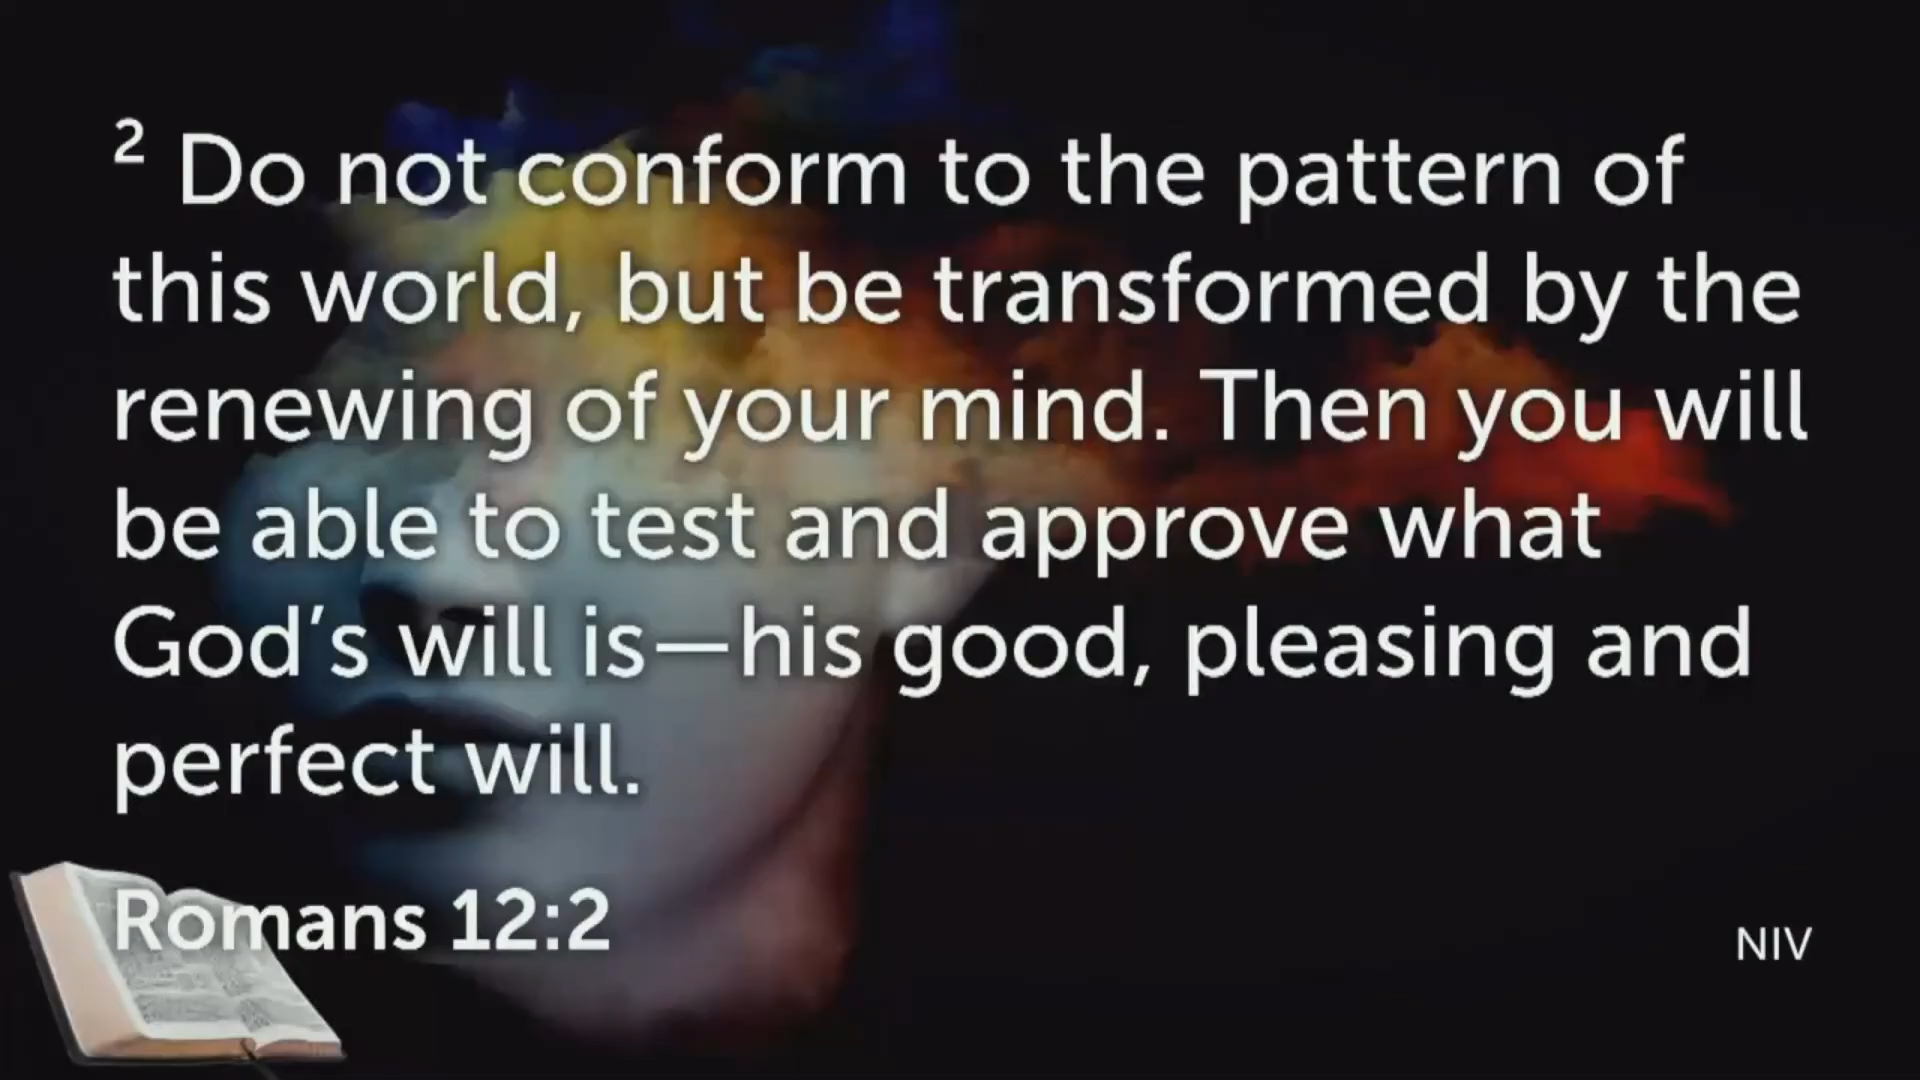 2 Do not conform to the pattern of
this world, but be transformed by the
renewing of your mind. Then you will
be able to test and approve what
God’s will is—his good, pleasing and
perfect will.
Romans 12:2
NIV